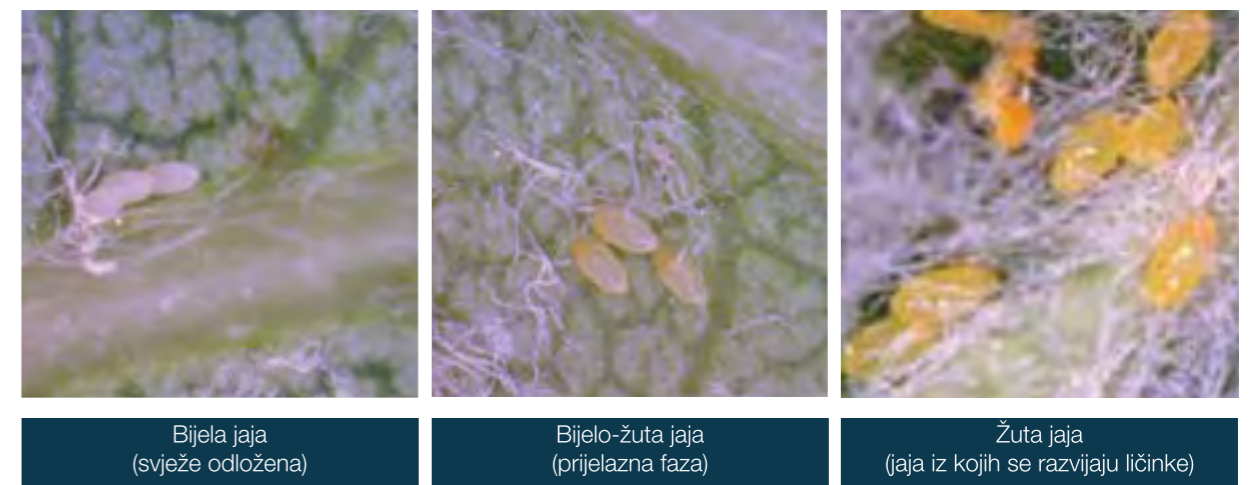 Bijela jaja
(svježe odložena)
Bijelo-žuta jaja
(prijelazna faza)
Žuta jaja
(jaja iz kojih se razvijaju ličinke)